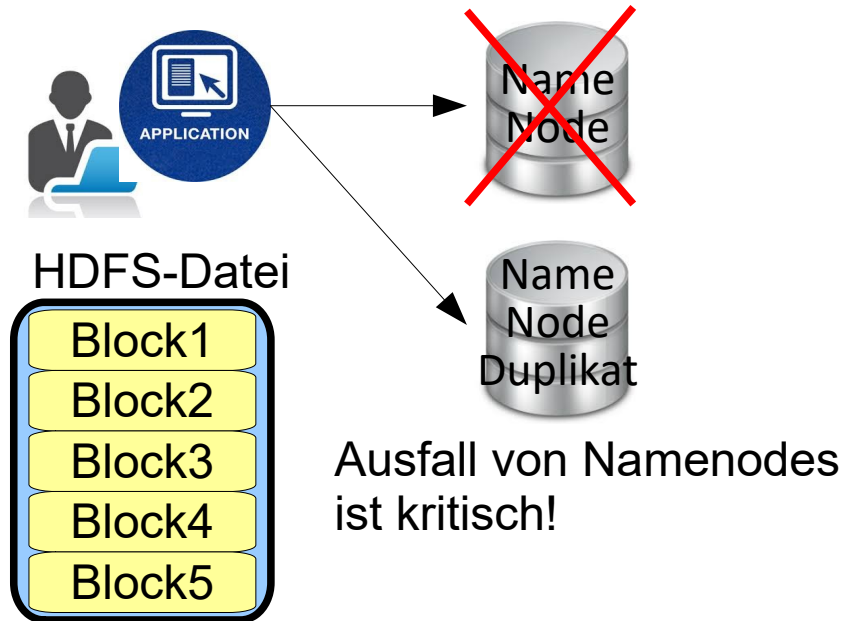 APPLICATION
Name
Node
HDFS-Datei
Block1
Block2
Block3
Block4
Block5
Name
Node
Duplikat
Ausfall von Namenodes
ist kritisch!